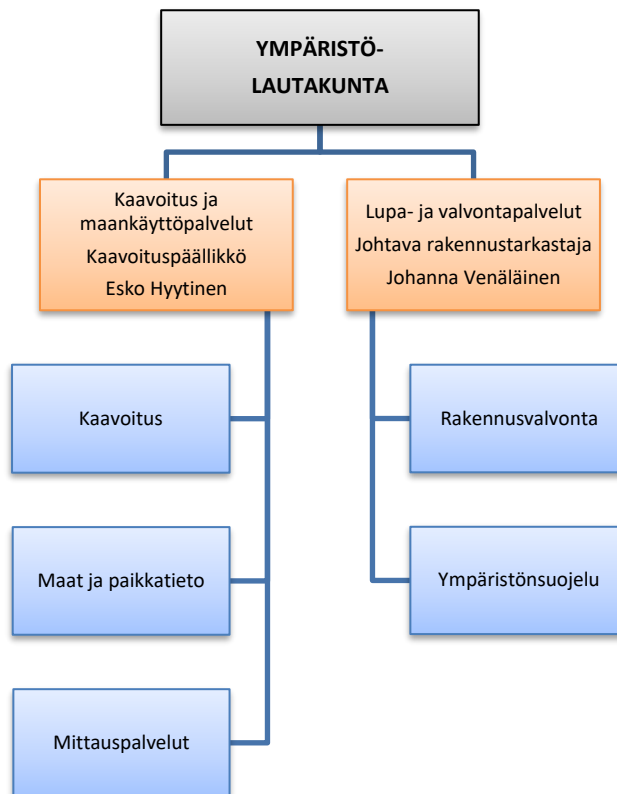 YMPÄRISTÖ-
LAUTAKUNTA
Kaavoitus ja
maankäyttöpalvelut
Kaavoituspäällikkö
Esko Hyytinen
Lupa- ja valvontapalvelut
Johtava rakennustarkastaja
Johanna Venäläinen
Kaavoitus
Rakennusvalvonta
Maat ja paikkatieto
Ympäristönsuojelu
Mittauspalvelut